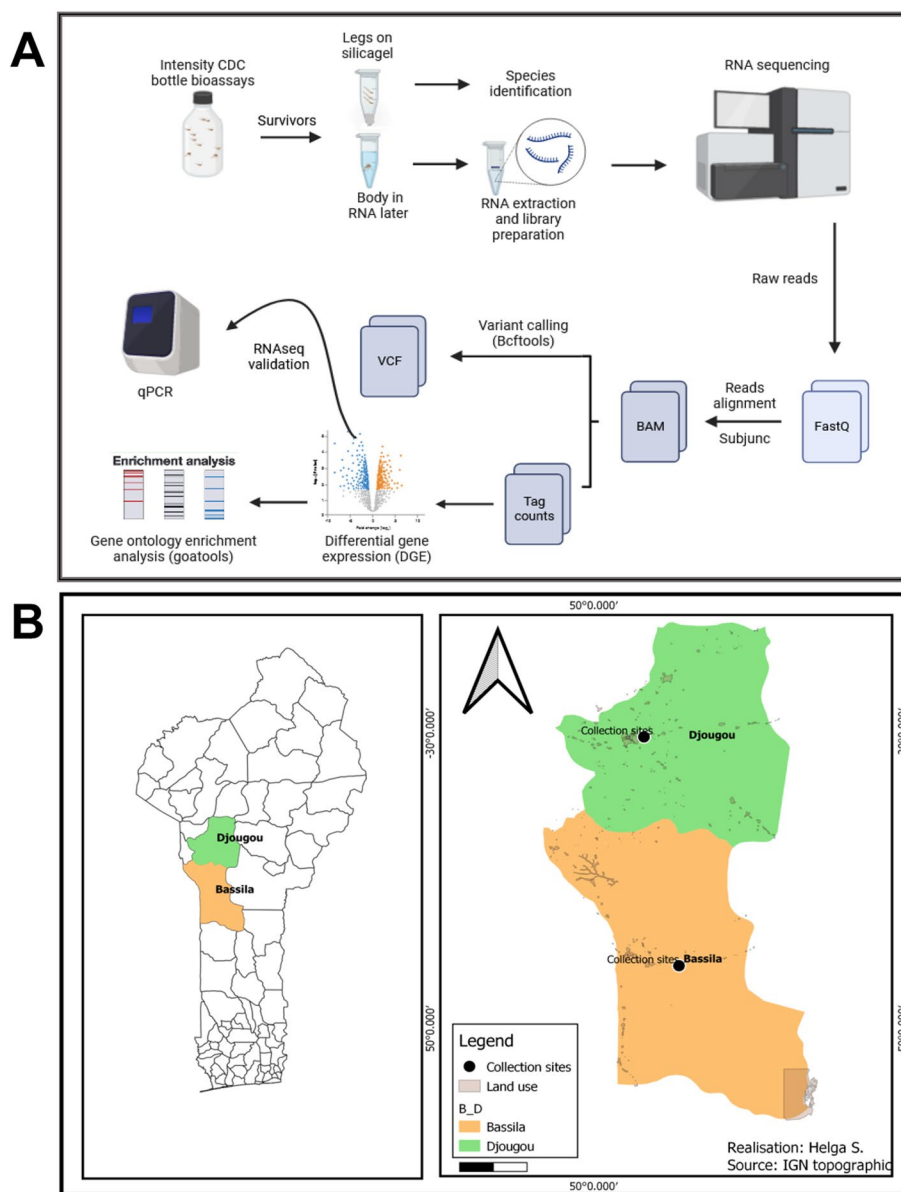 A
Intensity CDC
bottle bioassays
Survivors
Legs on
silicagel
Body in
RNA later
Species
identification
RNA extraction
and library
preparation
RNA sequencing
Raw reads
FastQ
Reads
alignment
Subjunc
BAM
Variant calling
(Bcftools)
VCF
Tag
counts
RNAseq
validation
qPCR
Differential gene
expression (DGE)
Enrichment analysis
Gene ontology enrichment
analysis (goatools)
B
Djougou
Bassila
50°0.000′
-30°0.000′
50°0.000′
Collection sites
Djougou
Collection sites
Bassila
Legend
Collection sites
Land use
B_D
Bassila
Djougou
Realisation: Helga S.
Source: IGN topographic
50°0.000′